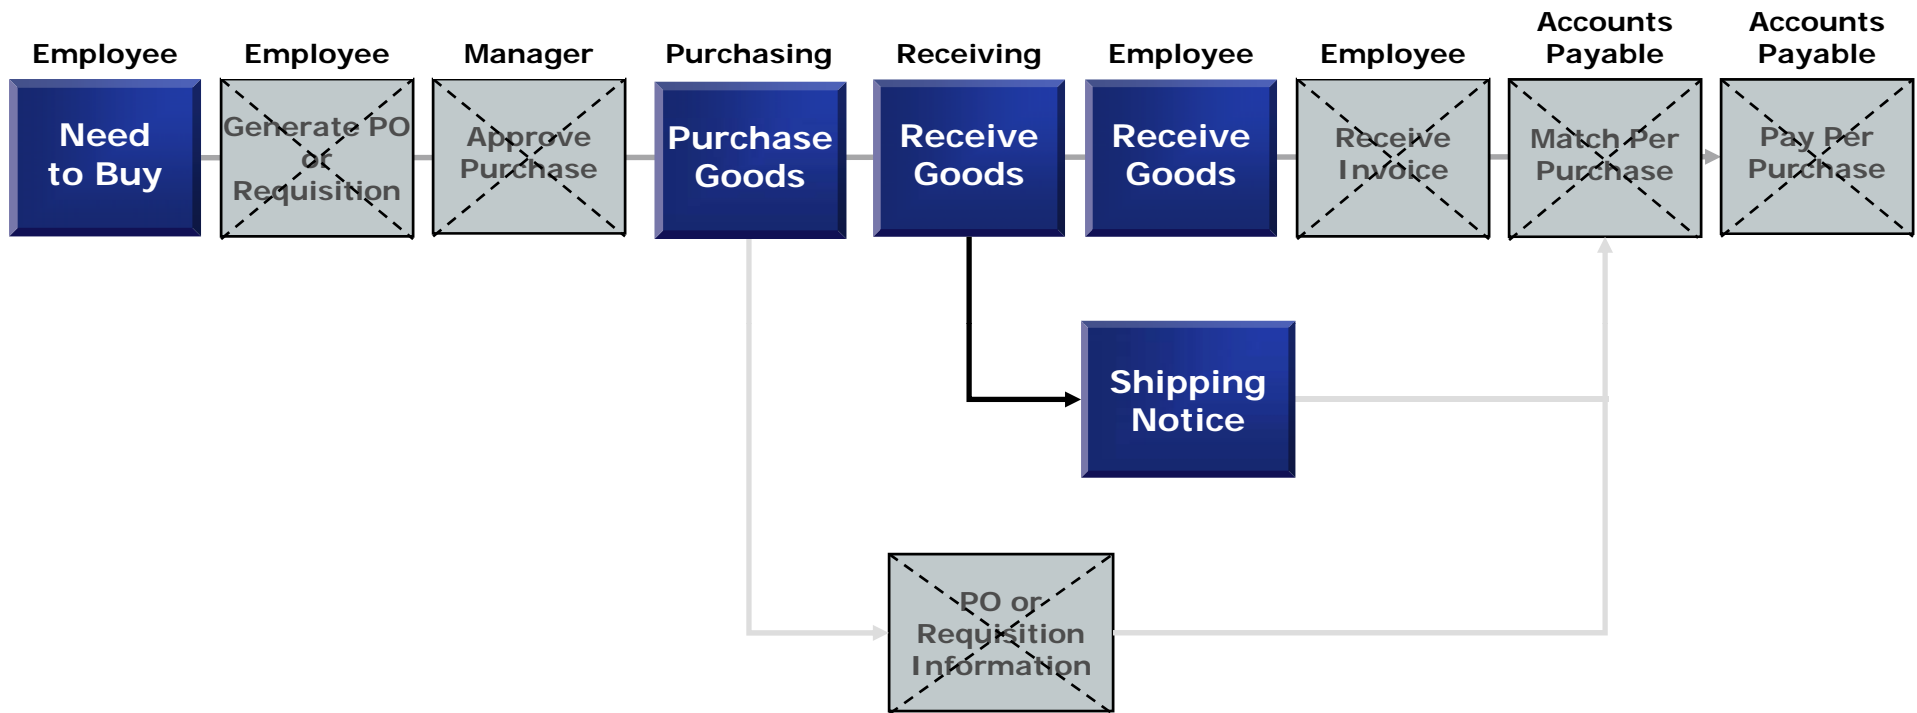 Employee
Employee
Manager
Purchasing
Receiving
Employee
Employee
Accounts
Payable
Accounts
Payable
Need
to Buy
Generate PO
or
Requisition
Approve
Purchase
Purchase
Goods
Receive
Goods
Receive
Goods
Receive
Invoice
Match Per
Purchase
Pay Per
Purchase
Shipping
Notice
PO or
Requisition
Information